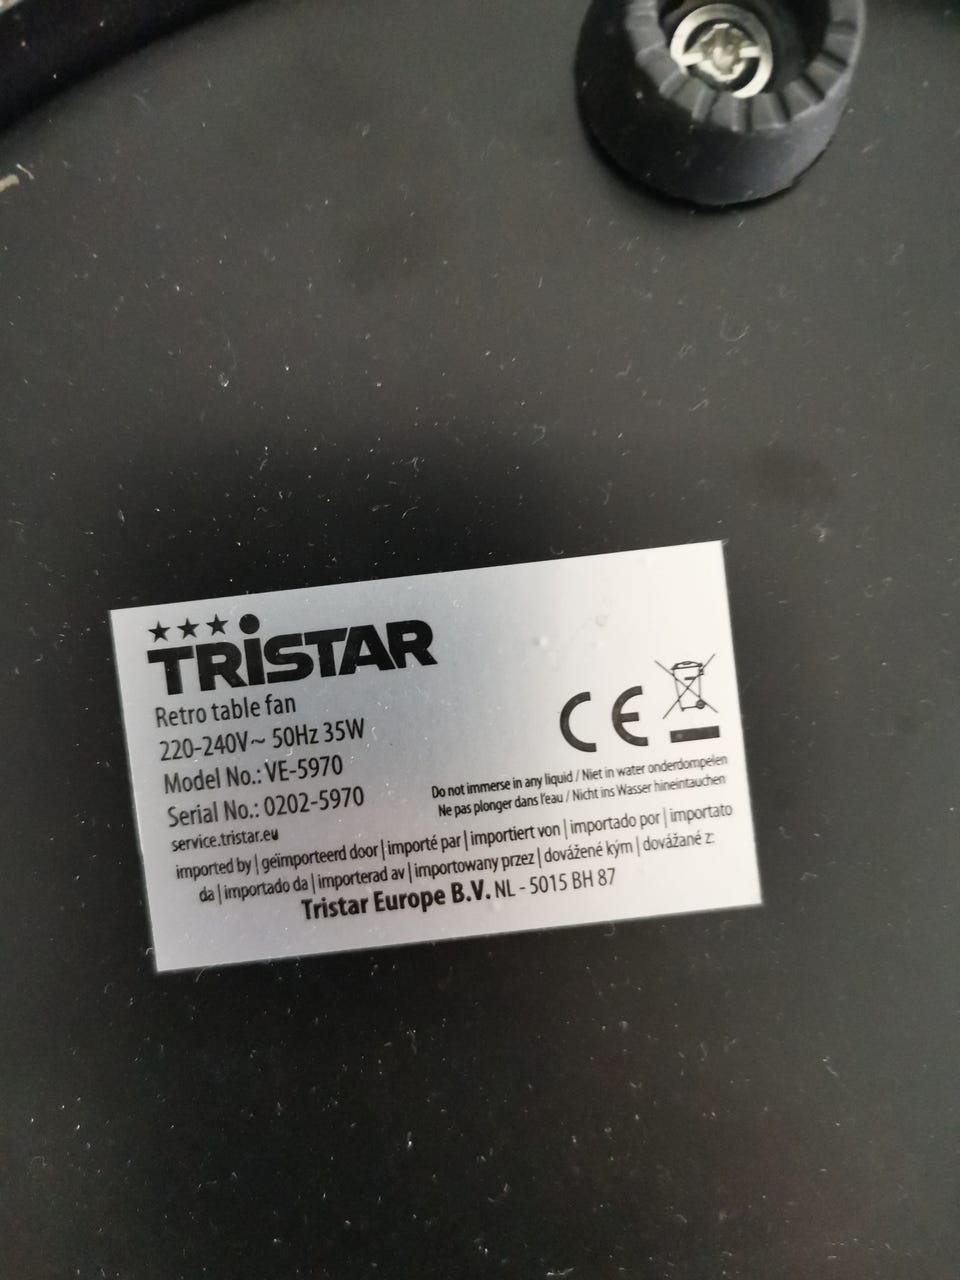 TRISTAR
Retro table fan
220-240V~ 50Hz 35W
Model No.: VE-5970
Serial No.: 0202-5970
service.tristar.eu
CE
Do not immerse in any liquid / Niet in water onderdompelen
Ne pas plonger dans l'eau / Nicht ins Wasser hineintauchen
imported by | geïmporteerd door | importé par | importiert von | importado por | importato
da | importado da | importerad av | importowany przez | dovážené kým | dovážané z:
Tristar Europe B.V. NL - 5015 BH 87